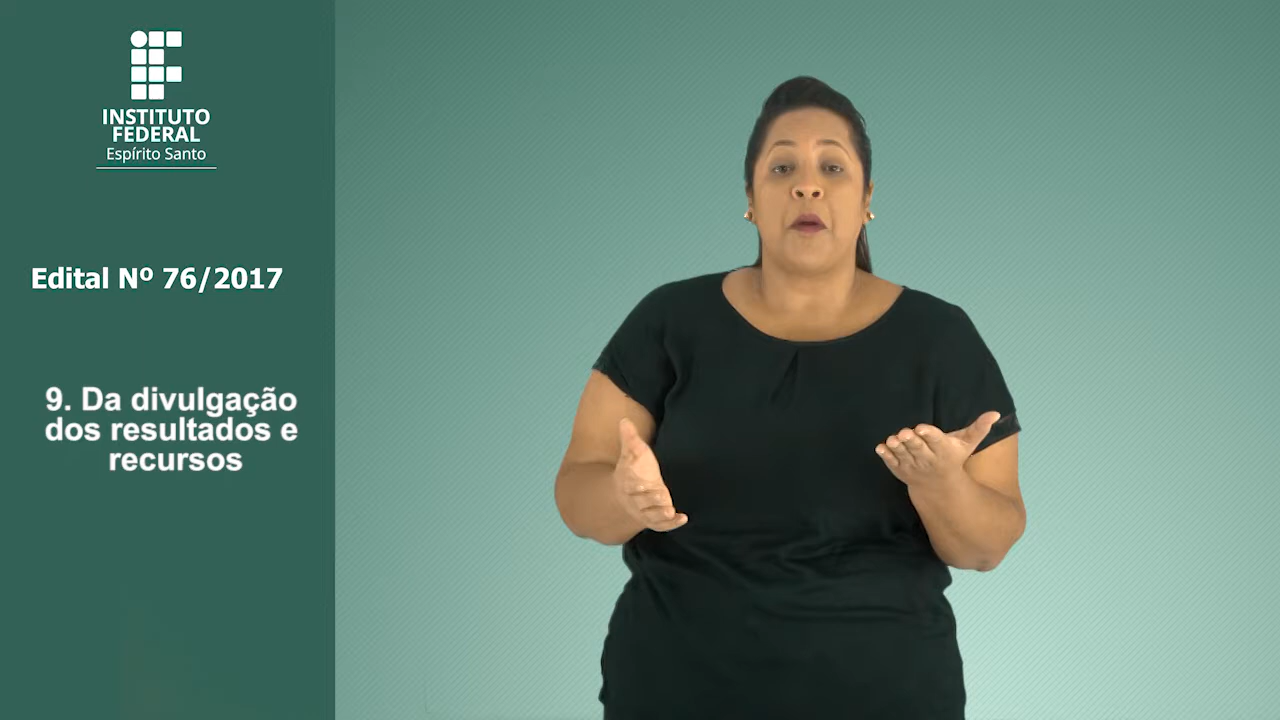 INSTITUTO
FEDERAL
Espírito Santo
Edital Nº 76/2017
9. Da divulgação
dos resultados e
recursos